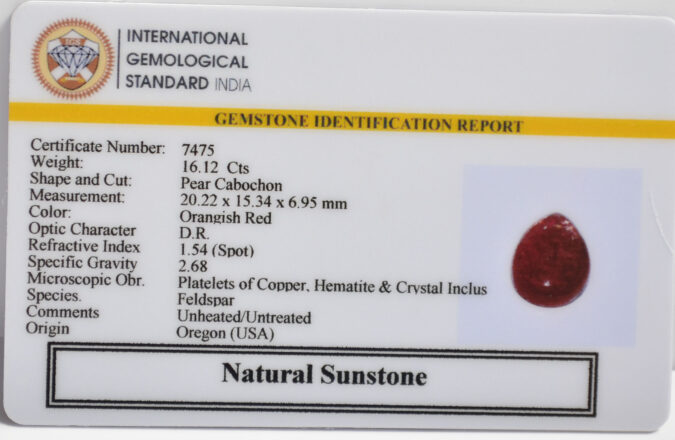 INTERNATIONAL
GEMOLOGICAL
STANDARD INDIA
GEMSTONE IDENTIFICATION REPORT
Certificate Number: 7475
Weight: 16.12 Cts
Shape and Cut: Pear Cabochon
Measurement: 20.22 x 15.34 x 6.95 mm
Color: Orangish Red
Optic Character D.R.
Refractive Index 1.54 (Spot)
Specific Gravity 2.68
Microscopic Obr. Platelets of Copper, Hematite & Crystal Inclus
Species. Feldspar
Comments Unheated/Untreated
Origin Oregon (USA)
Natural Sunstone